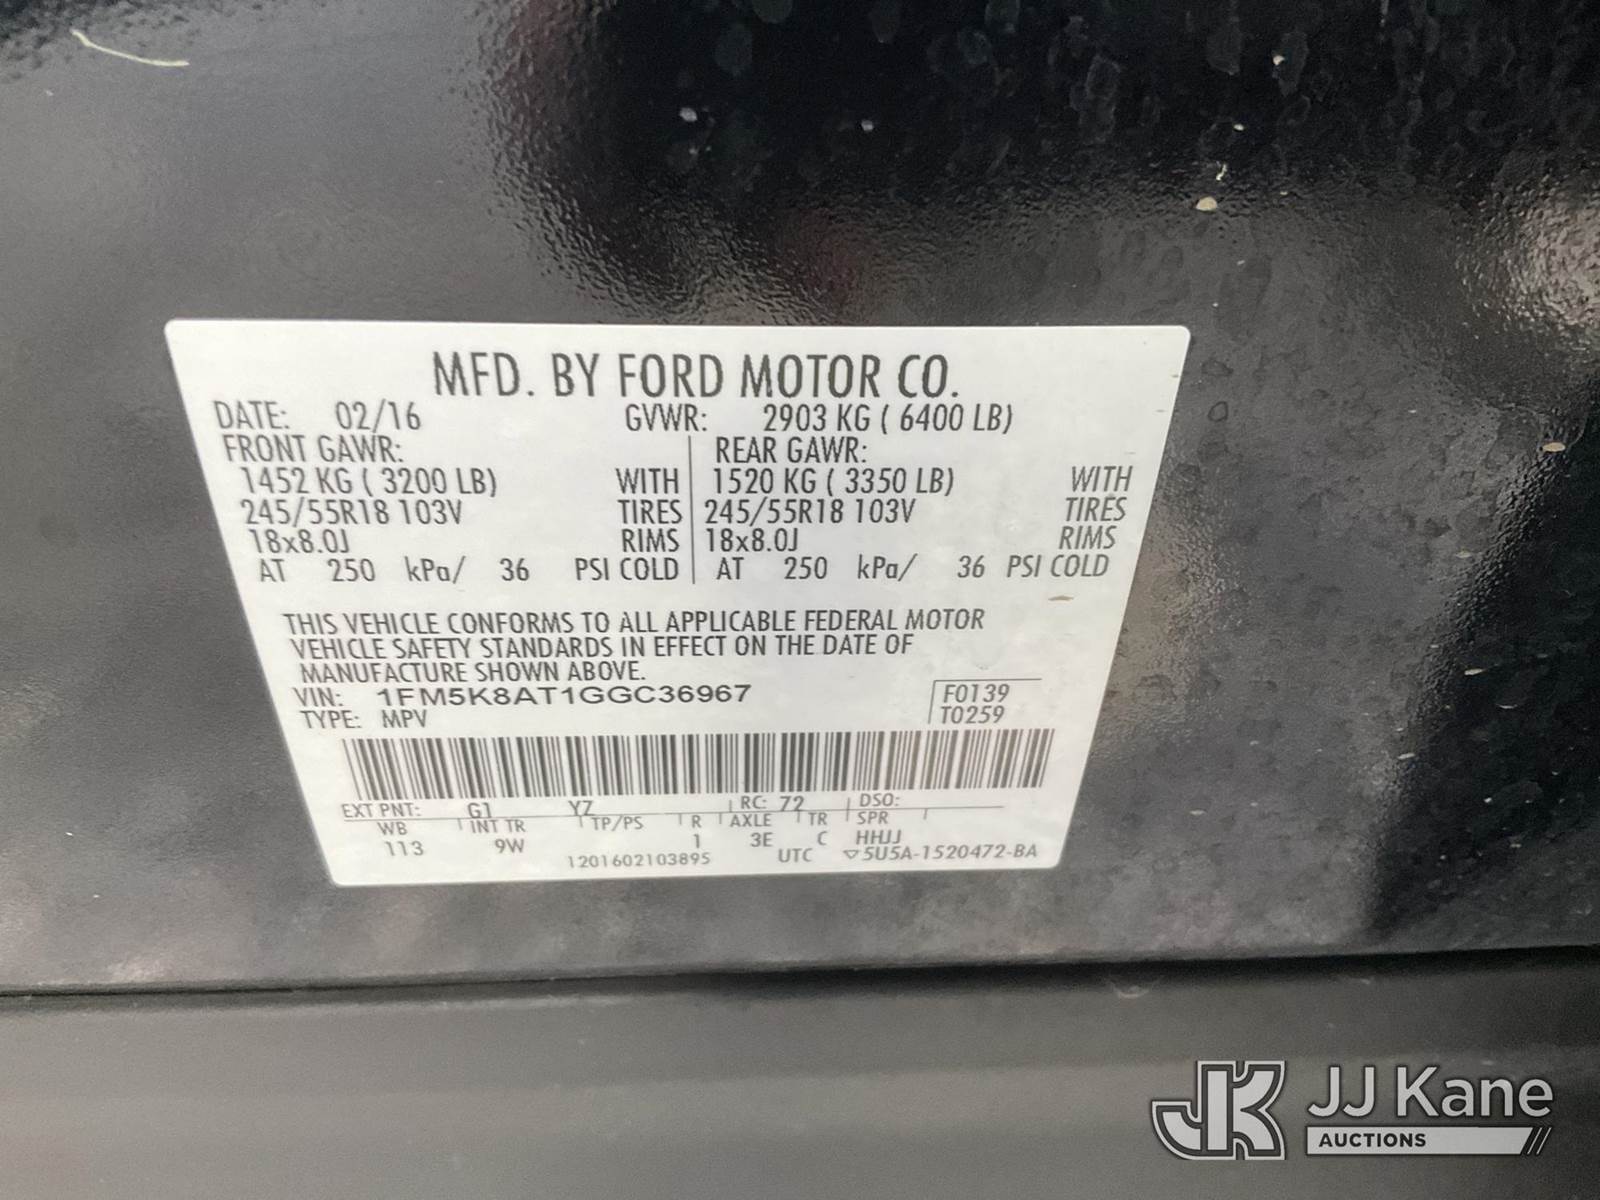 MFD. BY FORD MOTOR CO.
DATE: 02/16 GVWR: 2903 KG ( 6400 LB)
FRONT GAWR: REAR GAWR:
1452 KG ( 3200 LB) WITH 1520 KG ( 3350 LB) WITH
245/55R18 103V TIRES 245/55R18 103V TIRES
18x8.0J RIMS 18x8.0J RIMS
AT 250 kPa/ 36 PSI COLD AT 250 kPa/ 36 PSI COLD
THIS VEHICLE CONFORMS TO ALL APPLICABLE FEDERAL MOTOR
VEHICLE SAFETY STANDARDS IN EFFECT ON THE DATE OF
MANUFACTURE SHOWN ABOVE.
VIN: 1FM5K8AT1GGC36967 F0139
TYPE: MPV T0259
EXT PNT: G1 YZ RC: 72 DSO:
WB INT TR TP/PS R AXLE TR SPR
113 9W 1 3E C HHJJ
1201602103895 UTC ▽5U5A-1520472-BA
JK JJ Kane
AUCTIONS